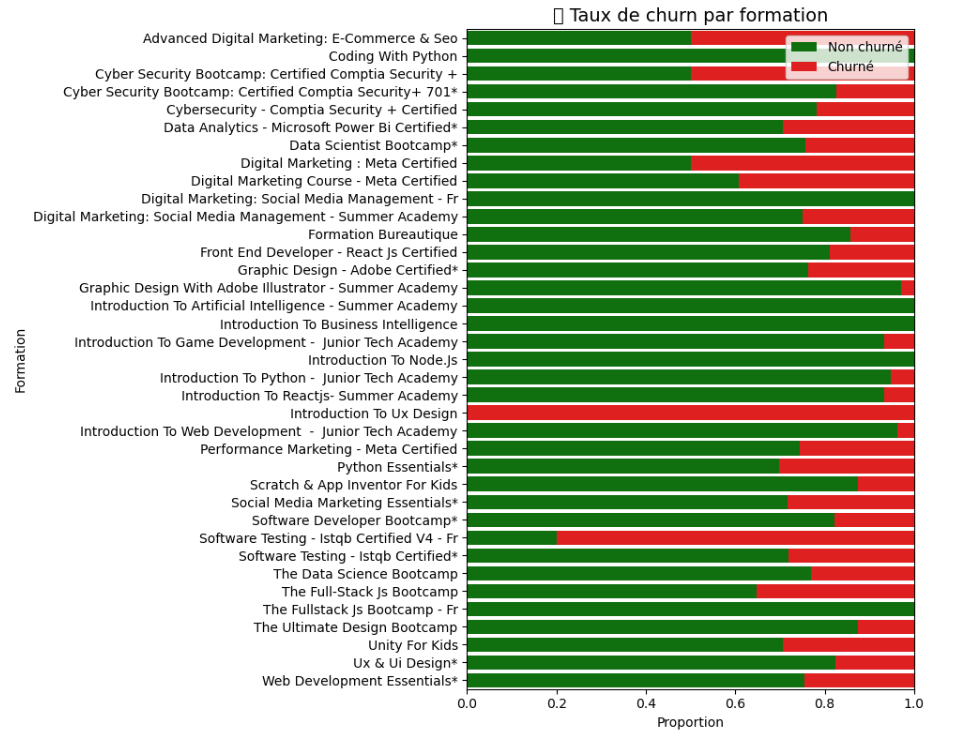 Taux de churn par formation
Non churné
Churné
Advanced Digital Marketing: E-Commerce & Seo
Coding With Python
Cyber Security Bootcamp: Certified Comptia Security +
Cyber Security Bootcamp: Certified Comptia Security+ 701*
Cybersecurity - Comptia Security + Certified
Data Analytics - Microsoft Power Bi Certified*
Data Scientist Bootcamp*
Digital Marketing : Meta Certified
Digital Marketing Course - Meta Certified
Digital Marketing: Social Media Management - Fr
Digital Marketing: Social Media Management - Summer Academy
Formation Bureautique
Front End Developer - React Js Certified
Graphic Design - Adobe Certified*
Graphic Design With Adobe Illustrator - Summer Academy
Introduction To Artificial Intelligence - Summer Academy
Introduction To Business Intelligence
Introduction To Game Development -  Junior Tech Academy
Introduction To Node.Js
Introduction To Python -  Junior Tech Academy
Introduction To Reactjs- Summer Academy
Introduction To Ux Design
Introduction To Web Development  -  Junior Tech Academy
Performance Marketing - Meta Certified
Python Essentials*
Scratch & App Inventor For Kids
Social Media Marketing Essentials*
Software Developer Bootcamp*
Software Testing - Istqb Certified V4 - Fr
Software Testing - Istqb Certified*
The Data Science Bootcamp
The Full-Stack Js Bootcamp
The Fullstack Js Bootcamp - Fr
The Ultimate Design Bootcamp
Unity For Kids
Ux & Ui Design*
Web Development Essentials*
Formation
0.0 0.2 0.4 0.6 0.8 1.0
Proportion